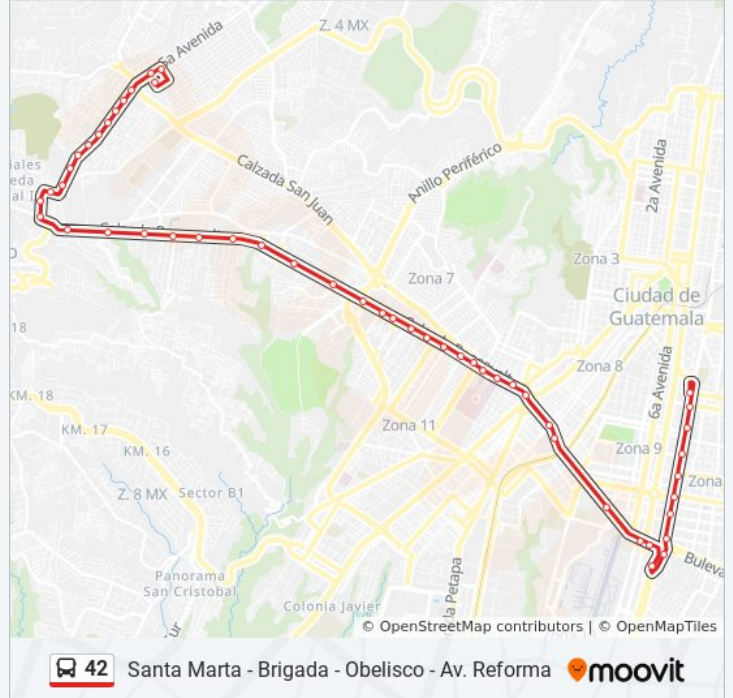 5a Avenida
Z. 4 MX
Calzada San Juan
Anillo Periférico
2a Avenida
Zona 7
Zona 3
Ciudad de
Guatemala
18
KM. 18
KM. 17
KM. 16
Zona 8
6a Avenida
Zona 11
Zona 9
Zona
Z. 8 MX
Sector B1
Panorama
San Cristobal
Colonia Javier
la Petapa
Buleva
© OpenStreetMap contributors | © OpenMapTiles
42 Santa Marta - Brigada - Obelisco - Av. Reforma moovit